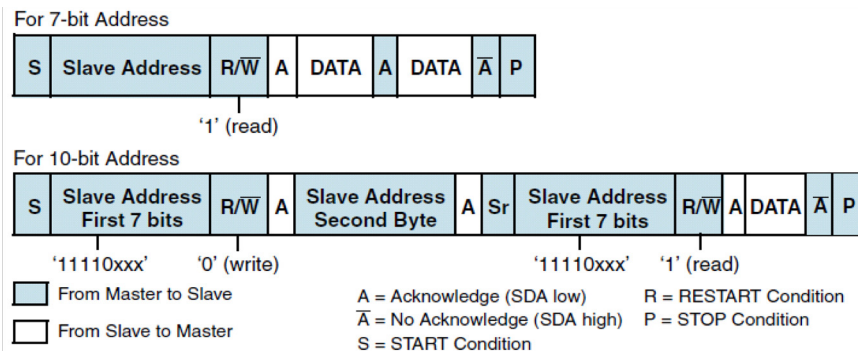 For 7-bit Address
S Slave Address R/W̅ A DATA A DATA A̅ P
'1' (read)
For 10-bit Address
S Slave Address First 7 bits R/W̅ A Slave Address Second Byte A Sr Slave Address First 7 bits R/W̅ A DATA A̅ P
'11110xxx' '0' (write) '11110xxx' '1' (read)
From Master to Slave
From Slave to Master
A = Acknowledge (SDA low)
A̅ = No Acknowledge (SDA high)
S = START Condition
R = RESTART Condition
P = STOP Condition